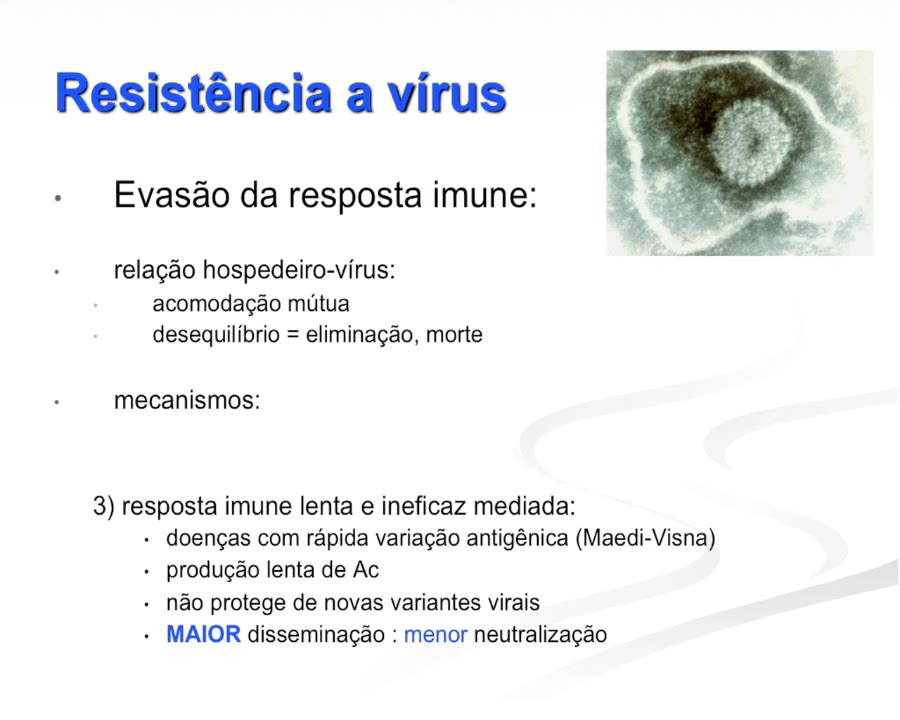 Resistência a vírus
• Evasão da resposta imune:
• relação hospedeiro-vírus:
• acomodação mútua
• desequilíbrio = eliminação, morte
• mecanismos:
3) resposta imune lenta e ineficaz mediada:
• doenças com rápida variação antigênica (Maedi-Visna)
• produção lenta de Ac
• não protege de novas variantes virais
• MAIOR disseminação : menor neutralização